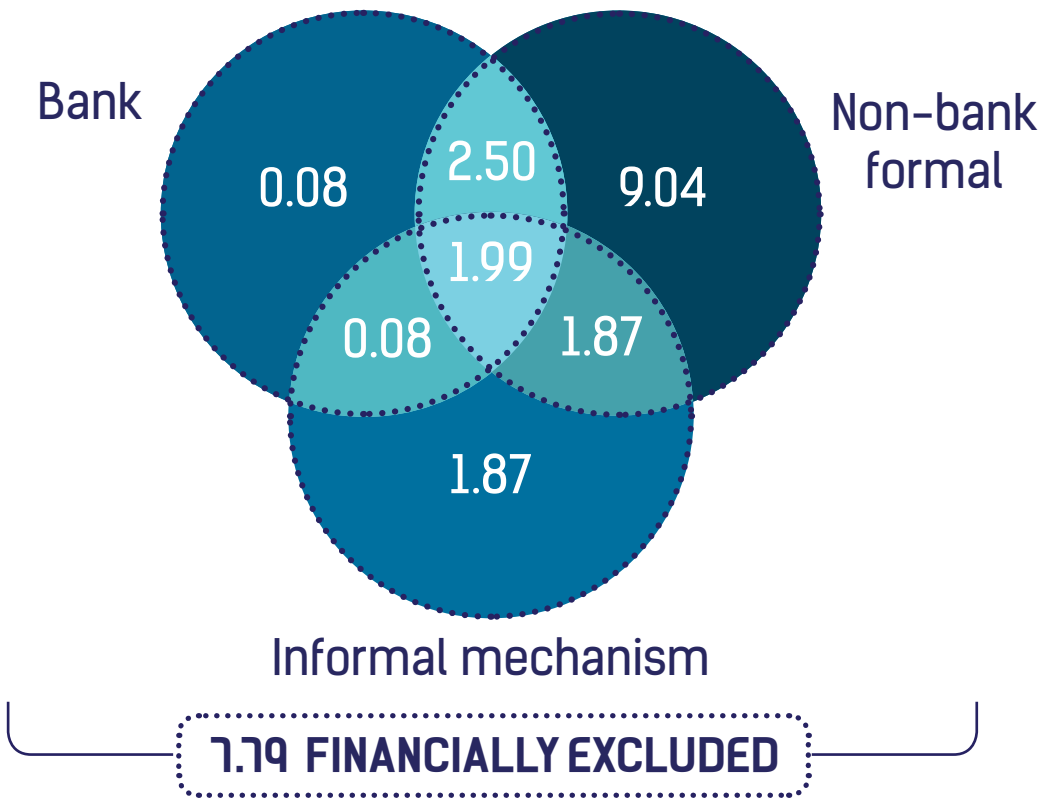 Bank
Non-bank
formal
0.08
2.50
9.04
1.99
0.08
1.87
1.87
Informal mechanism
7.79 FINANCIALLY EXCLUDED